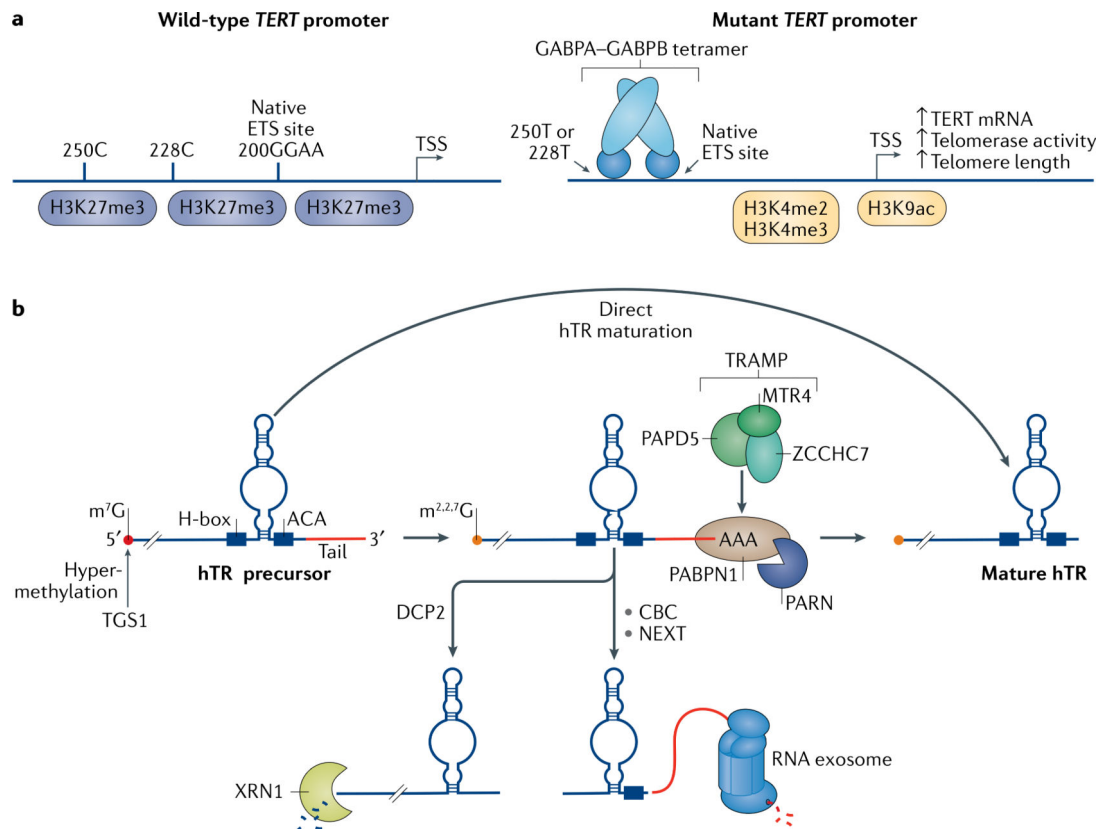 a
Wild-type TERT promoter
Mutant TERT promoter
GABPA–GABPB tetramer
Native
ETS site
200GGAA
250C
228C
TSS
H3K27me3
H3K27me3
H3K27me3
250T or
228T
Native
ETS site
TSS
↑ TERT mRNA
↑ Telomerase activity
↑ Telomere length
H3K4me2
H3K4me3
H3K9ac
b
Direct
hTR maturation
TRAMP
MTR4
PAPD5
ZCCHC7
m⁷G
H-box
ACA
5′
3′
Tail
Hyper-
methylation
hTR precursor
TGS1
m²,²,⁷G
AAA
PABPN1
PARN
Mature hTR
DCP2
CBC
NEXT
XRN1
RNA exosome